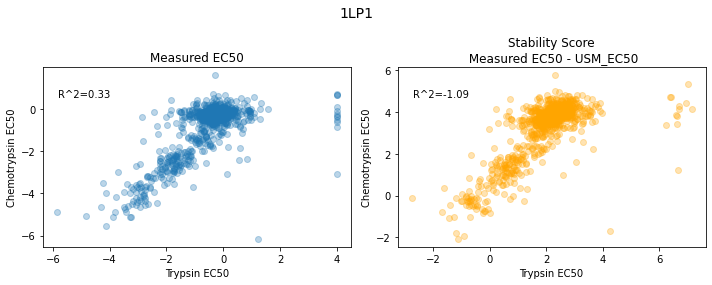 1LP1
Measured EC50
R^2=0.33
Chemotrypsin EC50
0
−2
−4
−6
−6
−4
−2
0
2
4
Trypsin EC50
Stability Score
Measured EC50 - USM_EC50
R^2=-1.09
Chemotrypsin EC50
6
4
2
0
−2
−2
0
2
4
6
Trypsin EC50